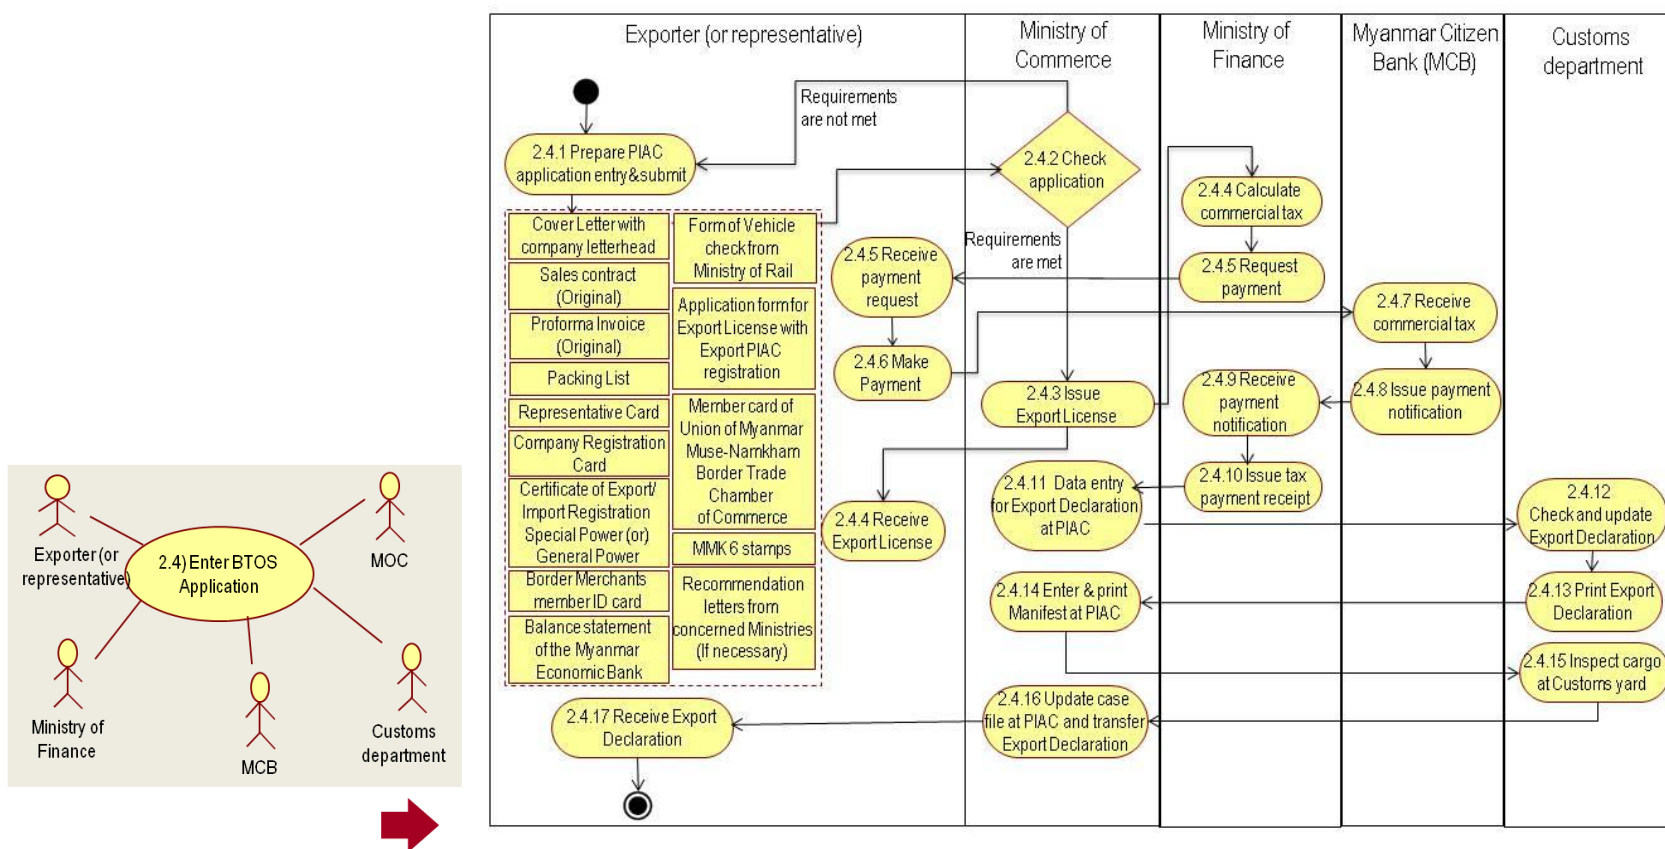 Exporter (or representative)
Ministry of
Commerce
Ministry of
Finance
Myanmar Citizen
Bank (MCB)
Customs
department
Requirements
are not met
2.4.1 Prepare PIAC
application entry & submit
2.4.2 Check
application
2.4.4 Calculate
commercial tax
Cover Letter with
company letterhead
Sales contract
(Original)
Proforma Invoice
(Original)
Packing List
Representative Card
Company Registration
Card
Certificate of Export/
Import Registration
Special Power (or)
General Power
Border Merchants
member ID card
Balance statement
of the Myanmar
Economic Bank
Form of Vehicle
check from
Ministry of Rail
Application form for
Export License with
Export PIAC
registration
Member card of
Union of Myanmar
Muse-Namkham
Border Trade
Chamber
of Commerce
MMK 6 stamps
Recommendation
letters from
concerned Ministries
(If necessary)
Requirements
are met
2.4.5 Receive
payment
request
2.4.5 Request
payment
2.4.6 Make
Payment
2.4.7 Receive
commercial tax
2.4.3 Issue
Export License
2.4.9 Receive
payment
notification
2.4.8 Issue payment
notification
2.4.4 Receive
Export License
2.4.11 Data entry
for Export Declaration
at PIAC
2.4.10 Issue tax
payment receipt
2.4.12
Check and update
Export Declaration
2.4.14 Enter & print
Manifest at PIAC
2.4.13 Print Export
Declaration
2.4.15 Inspect cargo
at Customs yard
2.4.16 Update case
file at PIAC and transfer
Export Declaration
2.4.17 Receive Export
Declaration
Exporter (or
representative)
MOC
2.4) Enter BTOS
Application
Ministry of
Finance
MCB
Customs
department